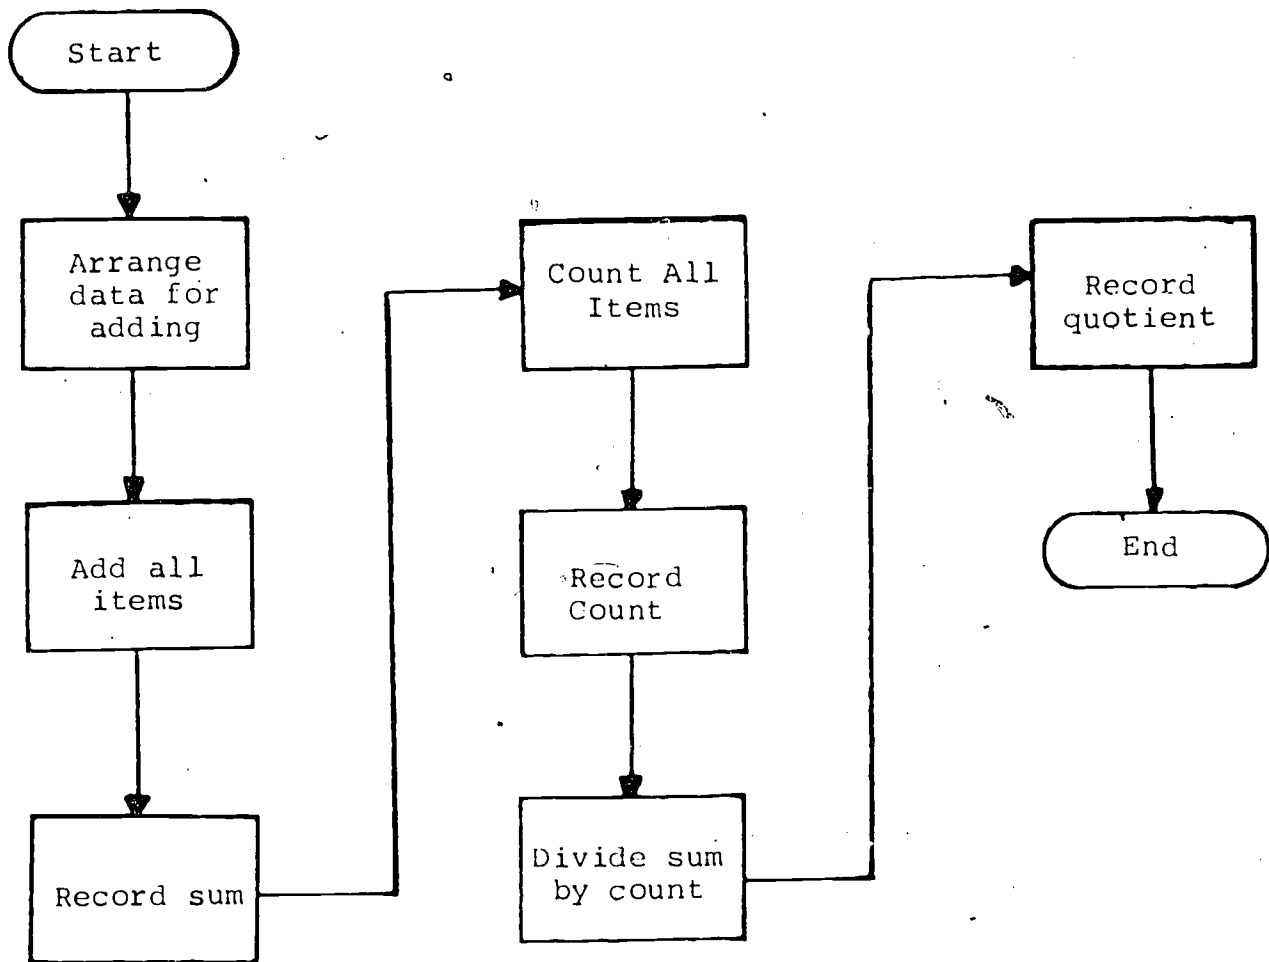 Start
Arrange
data for
adding
Add all
items
Record sum
Count All
Items
Record
Count
Divide sum
by count
Record
quotient
End